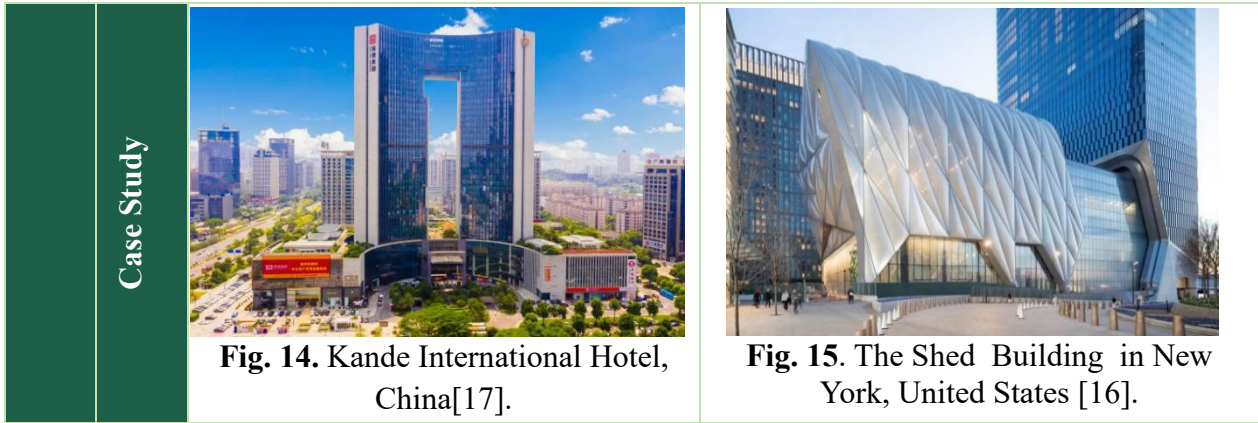 Case Study
Fig. 14. Kande International Hotel,
China[17].
Fig. 15. The Shed Building in New
York, United States [16].